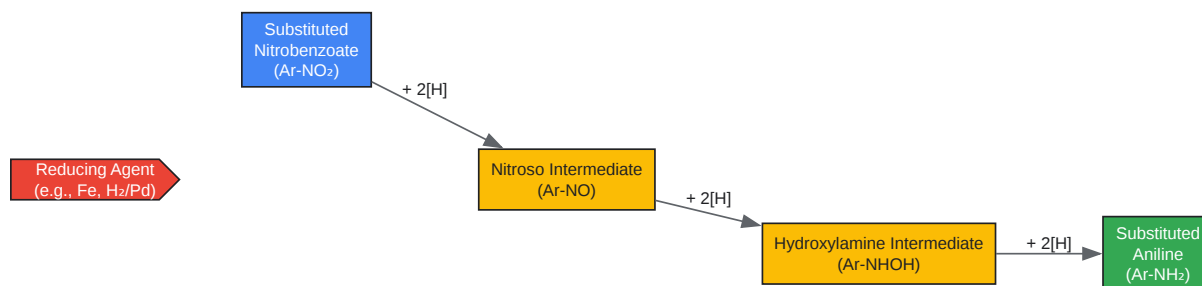 Substituted
Nitrobenzoate
(Ar-NO₂)
+ 2[H]
Reducing Agent
(e.g., Fe, H₂/Pd)
Nitroso Intermediate
(Ar-NO)
+ 2[H]
Hydroxylamine Intermediate
(Ar-NHOH)
+ 2[H]
Substituted
Aniline
(Ar-NH₂)